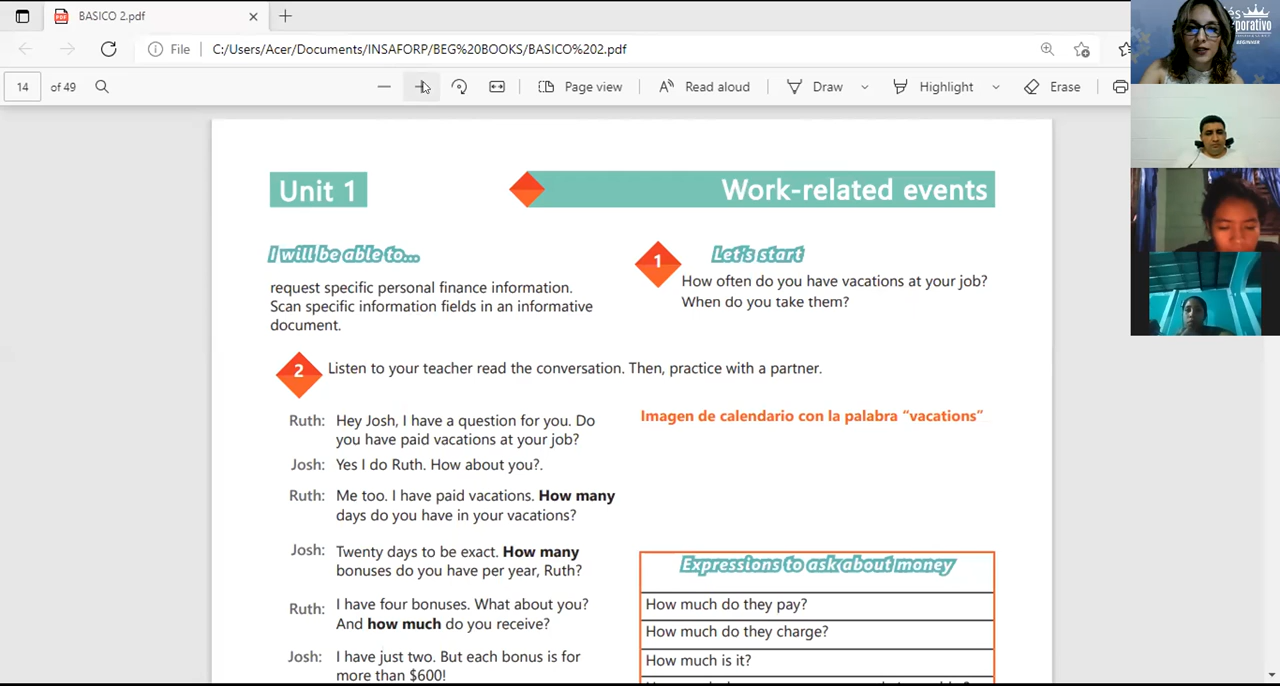 BASICO 2.pdf
File C:/Users/Acer/Documents/INSAFORP/BEG%20BOOKS/BASICO%202.pdf
14 of 49
Page view
Read aloud
Draw
Highlight
Erase
BEGINNER
Unit 1
Work-related events
I will be able to...
request specific personal finance information.
Scan specific information fields in an informative
document.
1 Let's start
How often do you have vacations at your job?
When do you take them?
2 Listen to your teacher read the conversation. Then, practice with a partner.
Ruth: Hey Josh, I have a question for you. Do
you have paid vacations at your job?
Josh: Yes I do Ruth. How about you?.
Ruth: Me too. I have paid vacations. How many
days do you have in your vacations?
Josh: Twenty days to be exact. How many
bonuses do you have per year, Ruth?
Ruth: I have four bonuses. What about you?
And how much do you receive?
Josh: I have just two. But each bonus is for
more than $600!
Imagen de calendario con la palabra “vacations”
Expressions to ask about money
How much do they pay?
How much do they charge?
How much is it?